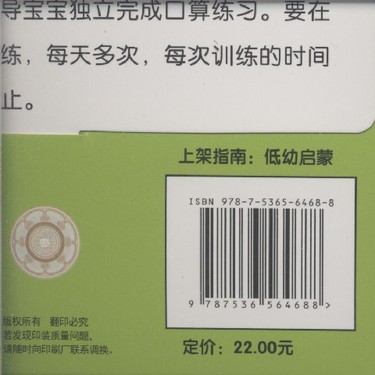 导宝宝独立完成口算练习。要在
练，每天多次，每次训练的时间
止。
上架指南：低幼启蒙
ISBN 978-7-5365-6468-8
9 787536 564688 >
定价：22.00元
版权所有 翻印必究
若发现印装质量问题，
请随时向印刷厂联系调换。